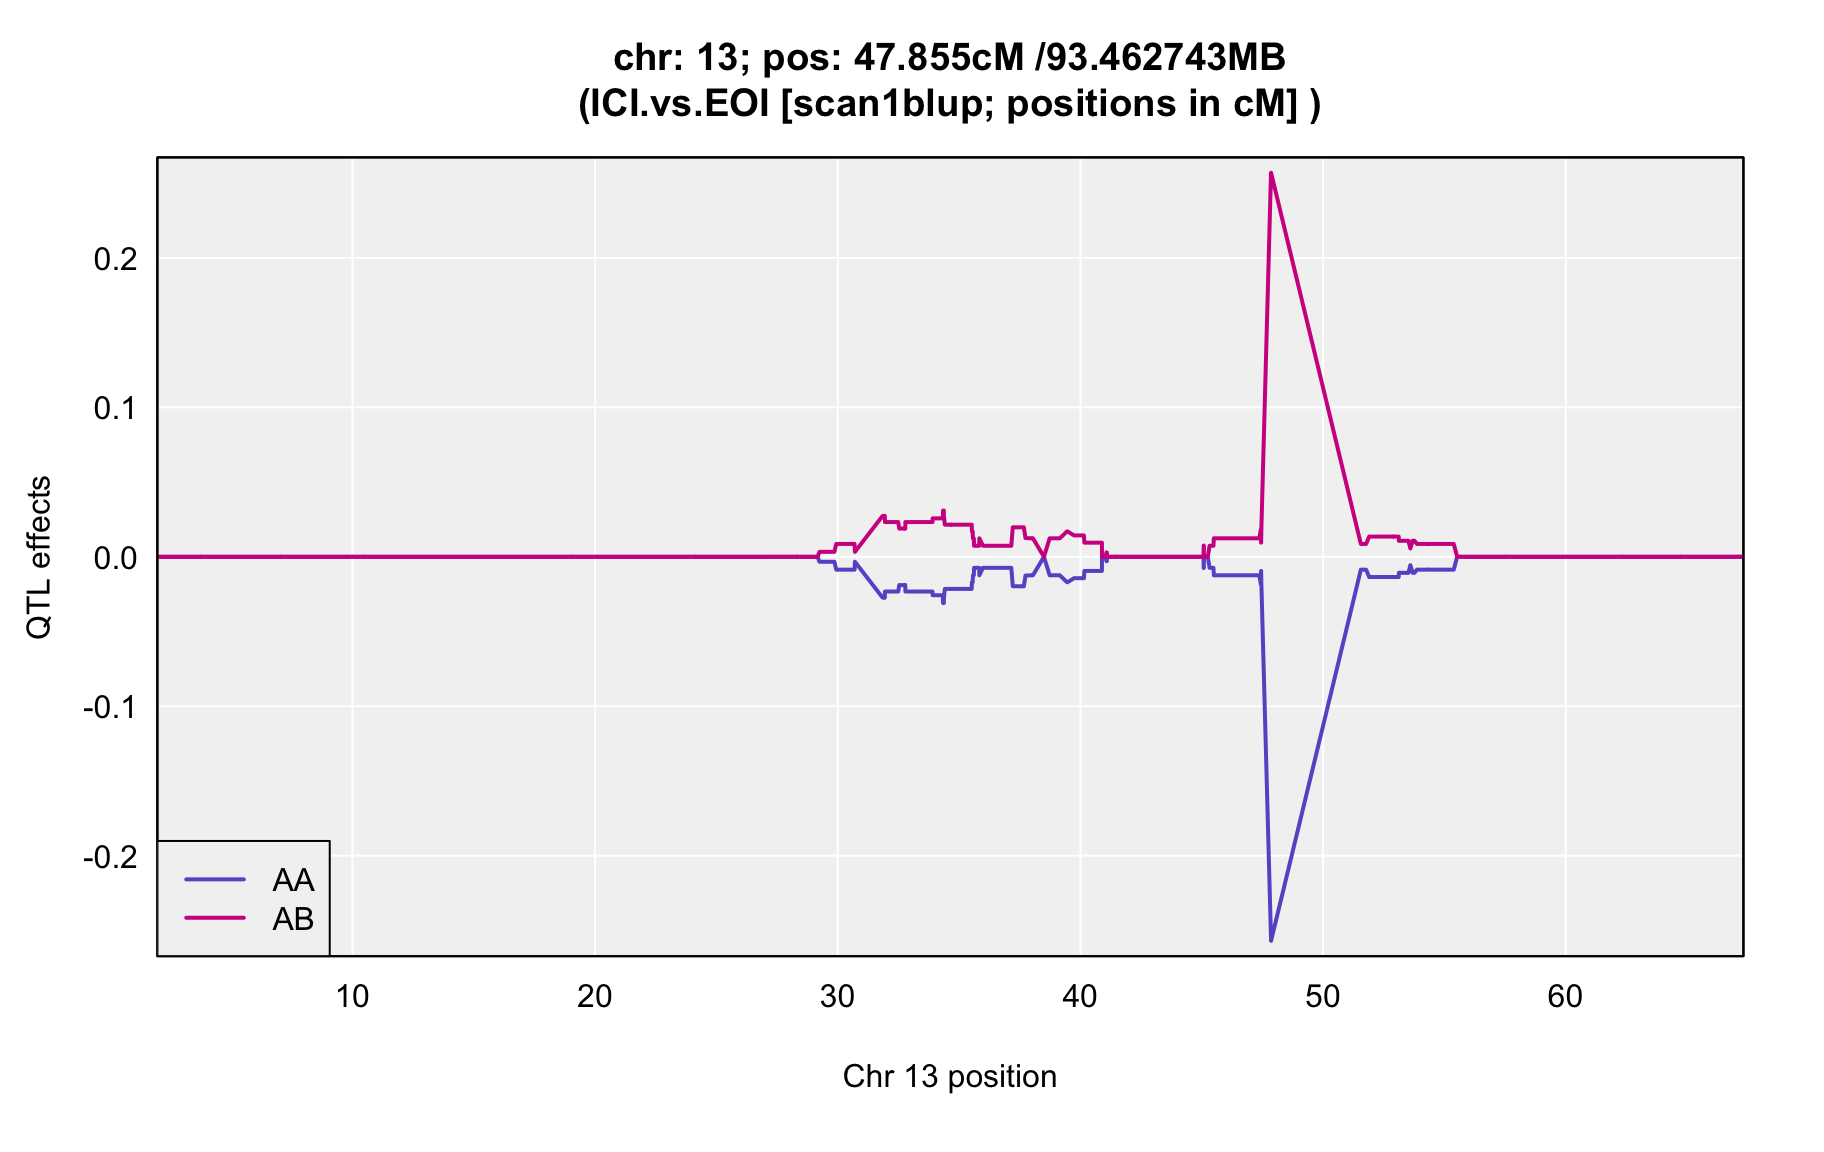 chr: 13; pos: 47.855cM /93.462743MB
(ICI.vs.EOI [scan1blup; positions in cM] )
QTL effects
0.2
0.1
0.0
-0.1
-0.2
AA
AB
10 20 30 40 50 60
Chr 13 position